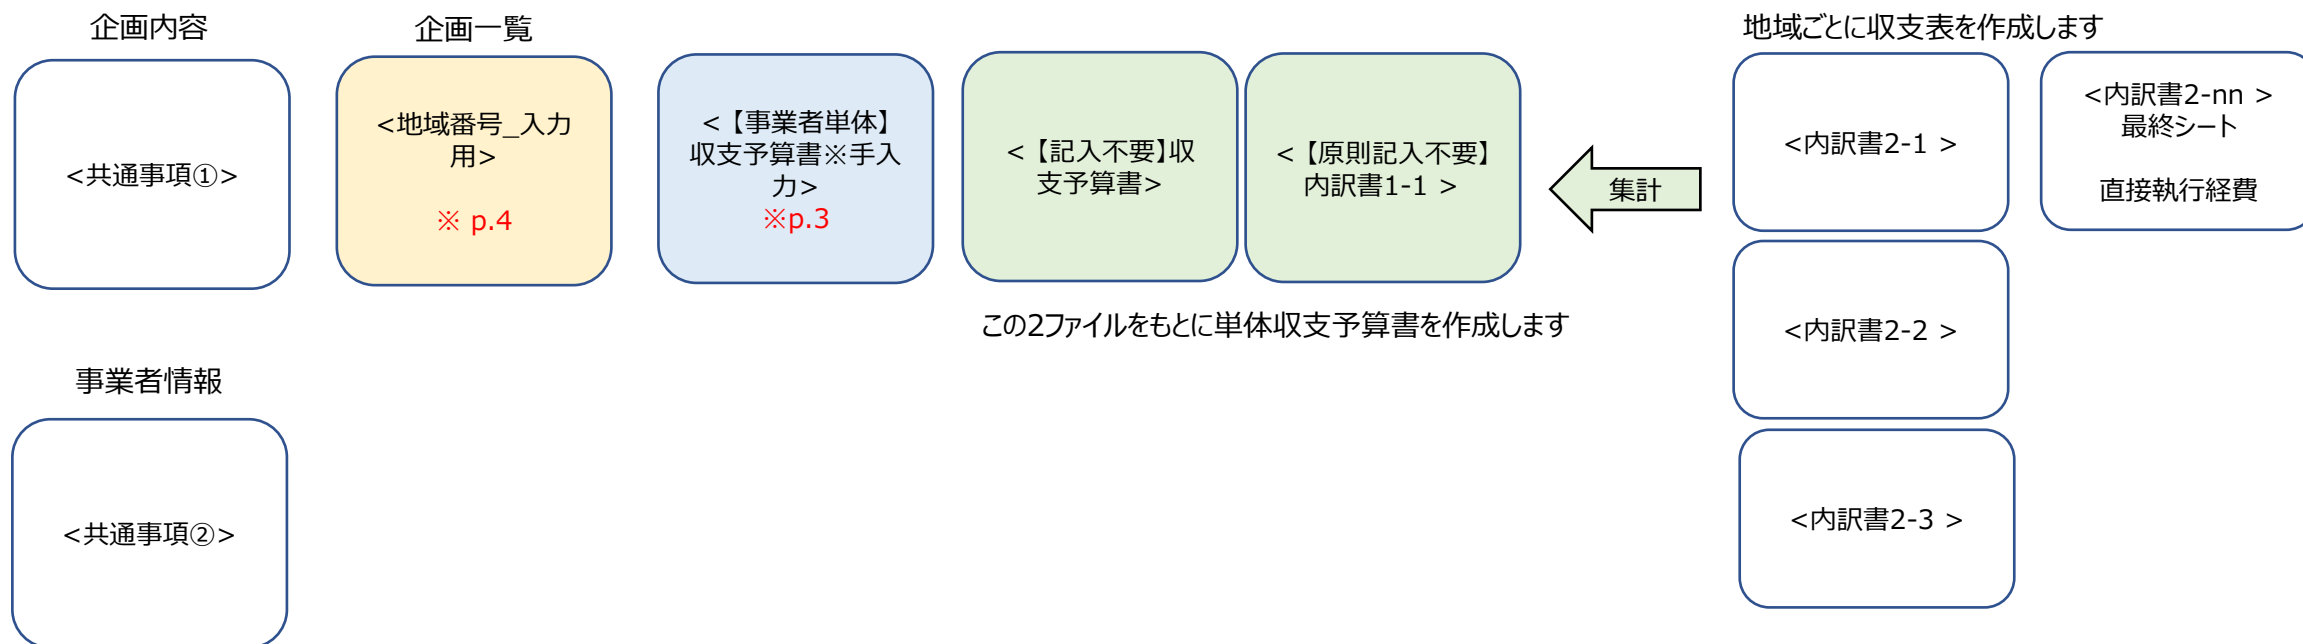 企画内容
<共通事項①>
企画一覧
<地域番号_入力
用>
※ p.4
<【事業者単体】
収支予算書※手入
力>
※p.3
<【記入不要】収
支予算書>
<【原則記入不要】
内訳書1-1 >
この2ファイルをもとに単体収支予算書を作成します
集計
地域ごとに収支表を作成します
<内訳書2-1 >
<内訳書2-nn >
最終シート
直接執行経費
<内訳書2-2 >
<内訳書2-3 >
事業者情報
<共通事項②>